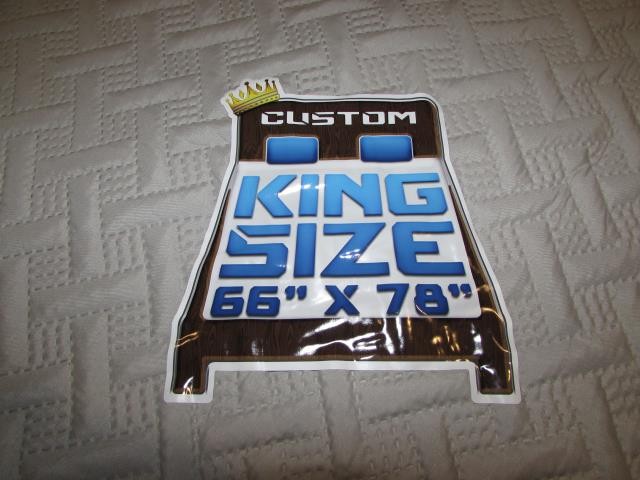 CUSTOM
KING
SIZE
66" X 78"